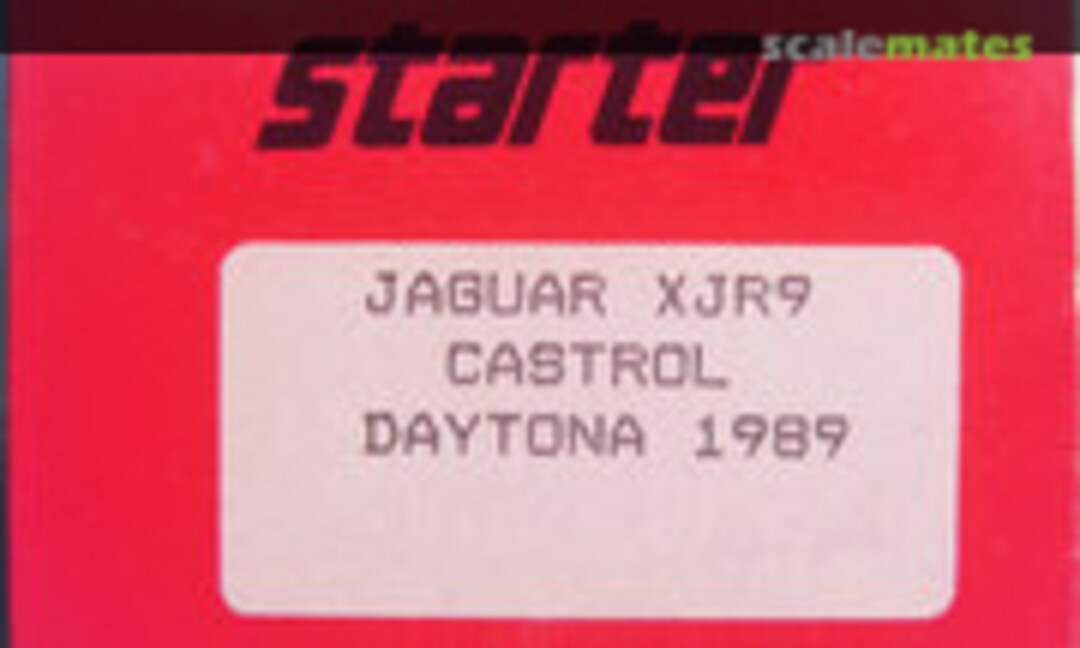 starter
scalemates
JAGUAR XJR9
CASTROL
DAYTONA 1989